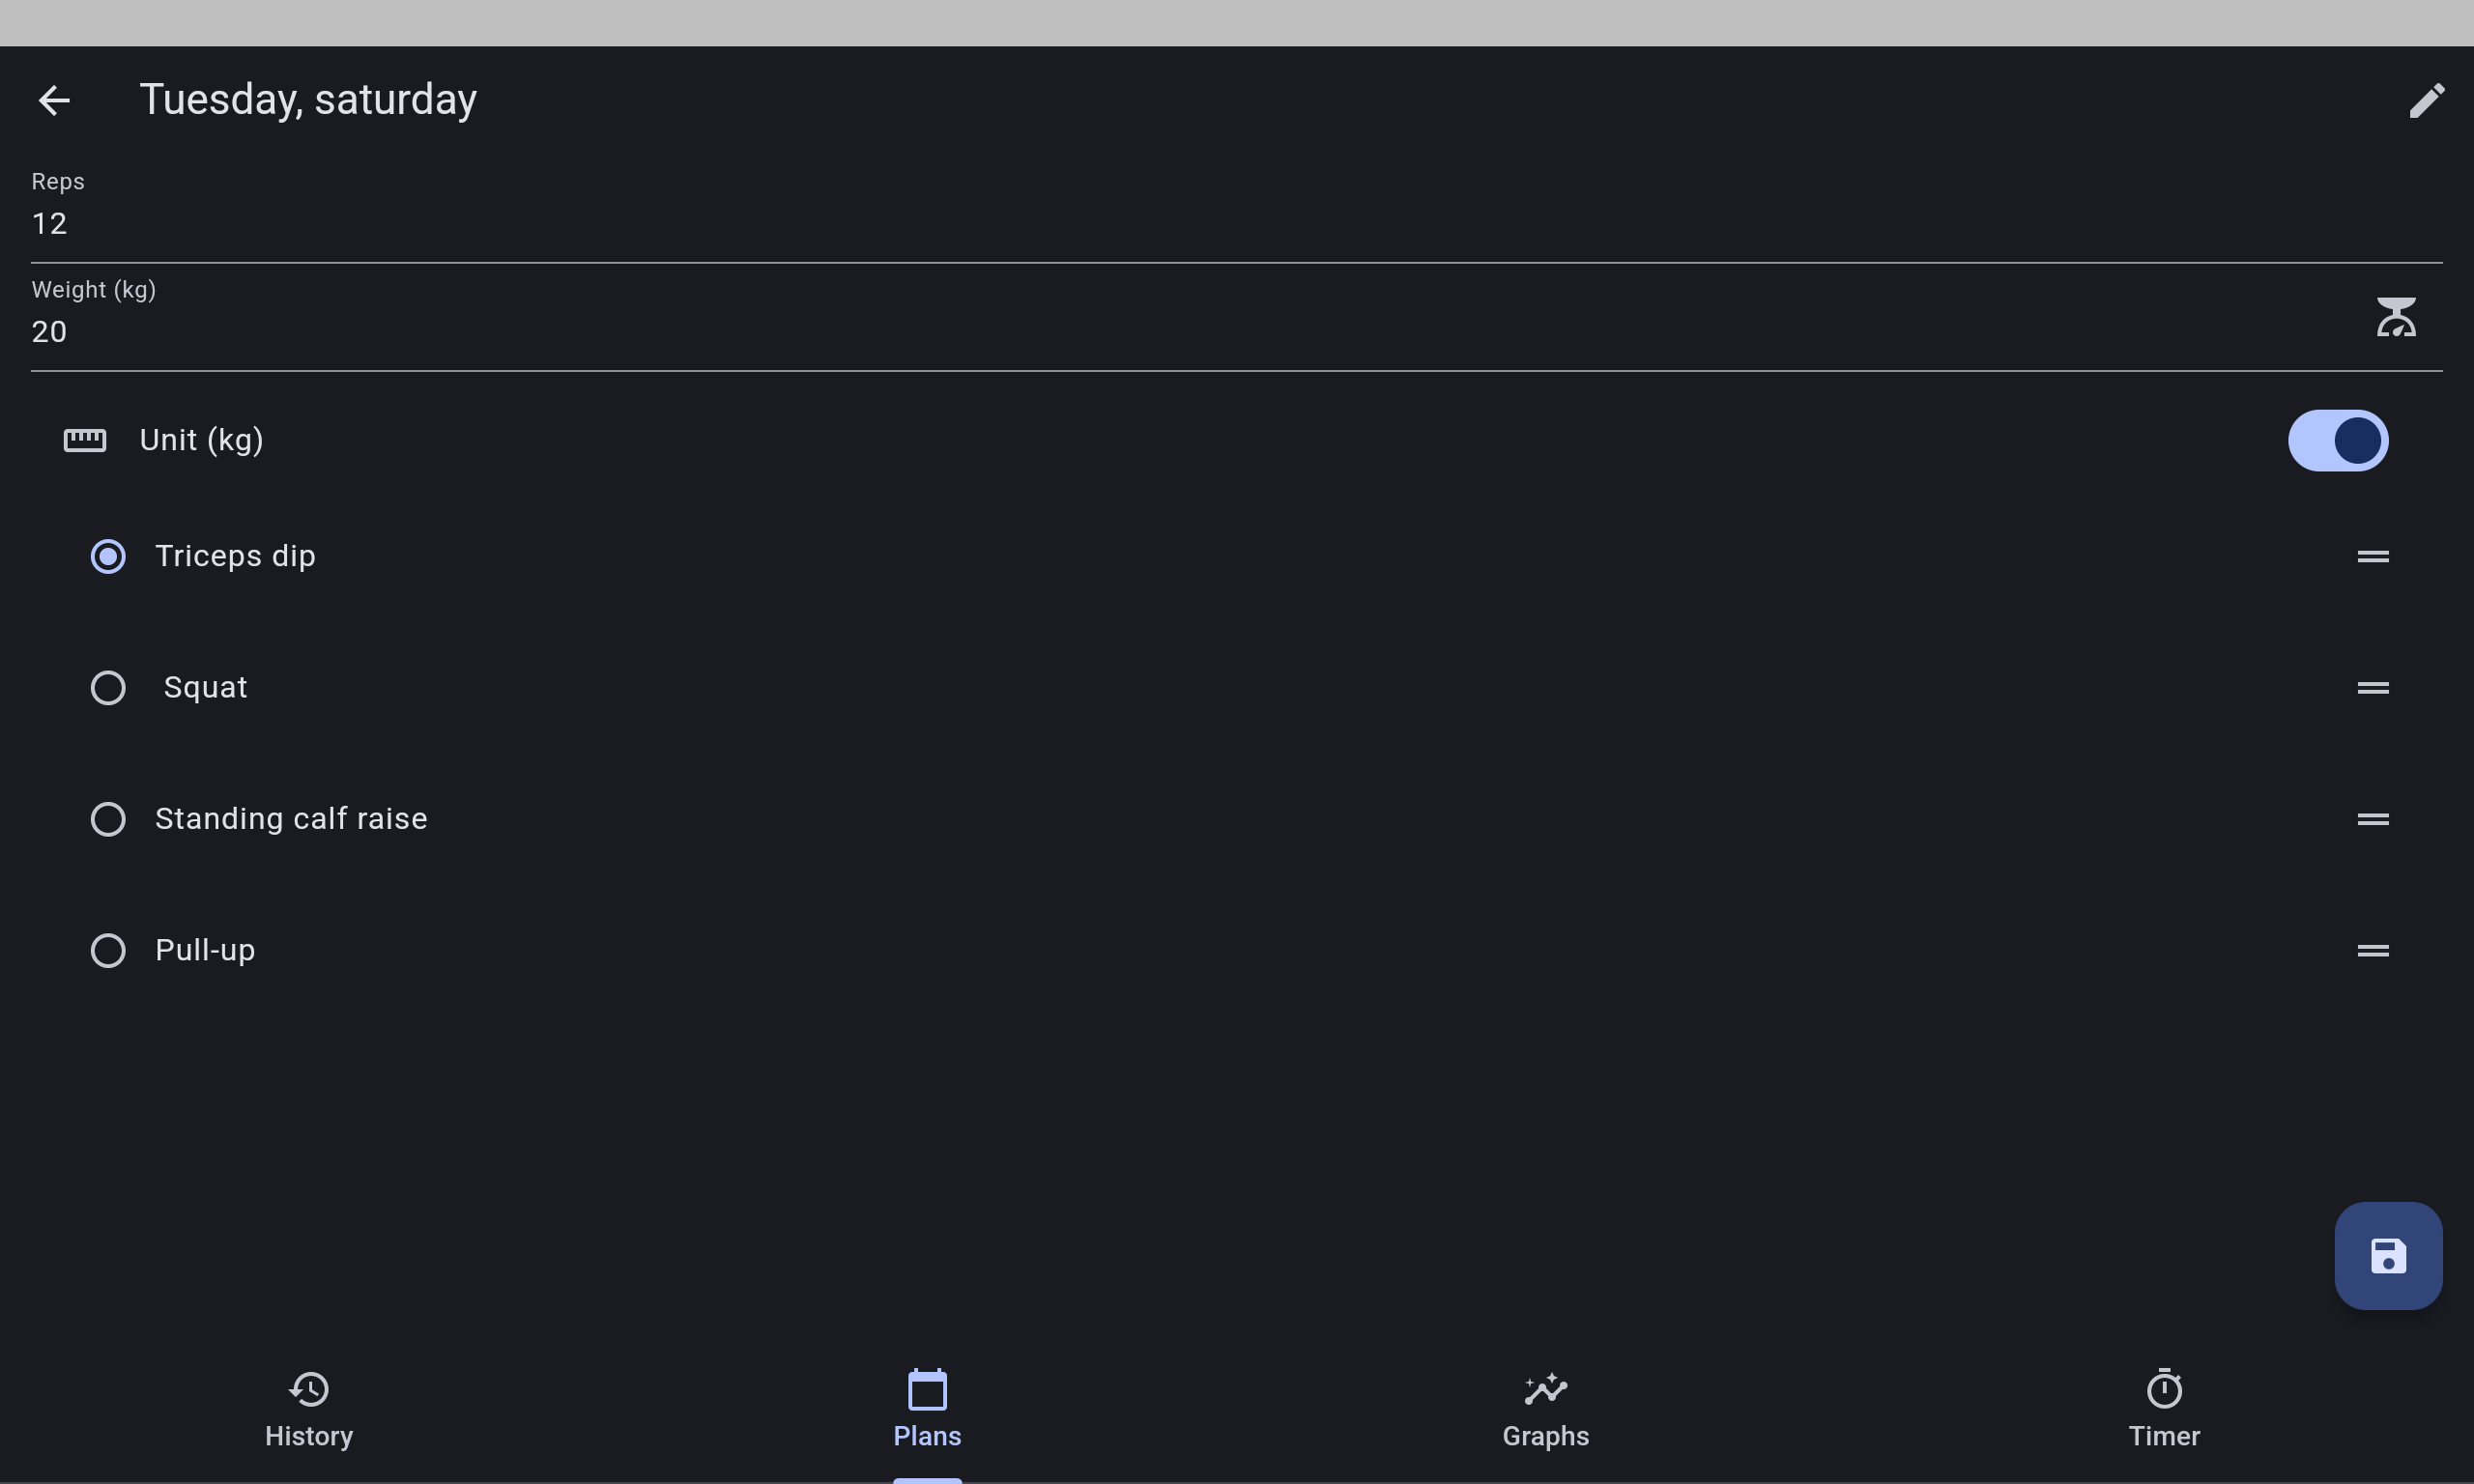 Tuesday, saturday
Reps
12
Weight (kg)
20
Unit (kg)
Triceps dip
Squat
Standing calf raise
Pull-up
History
Plans
Graphs
Timer